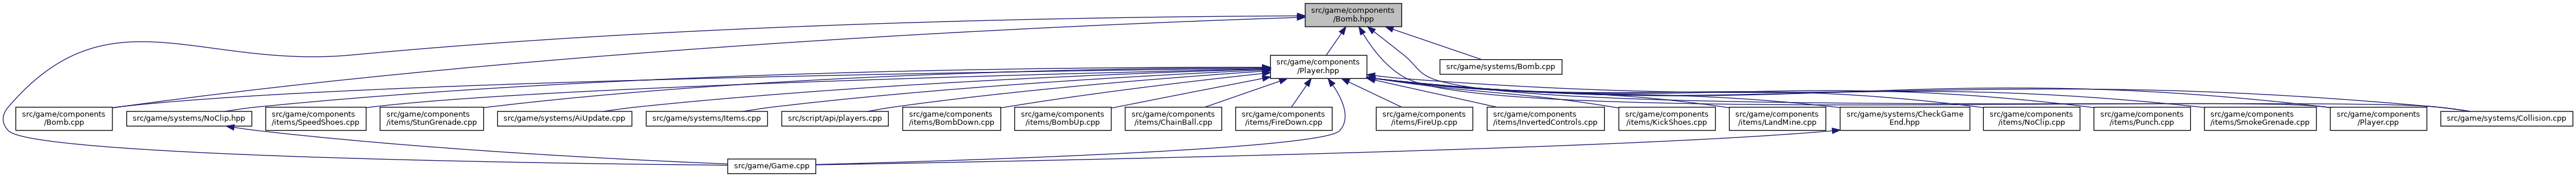 src/game/components
/Bomb.hpp
src/game/components
/Player.hpp
src/game/systems/Bomb.cpp
src/game/components
/Bomb.cpp
src/game/systems/NoClip.hpp
src/game/components
/items/SpeedShoes.cpp
src/game/components
/items/StunGrenade.cpp
src/game/systems/AiUpdate.cpp
src/game/systems/Items.cpp
src/script/api/players.cpp
src/game/components
/items/BombDown.cpp
src/game/components
/items/BombUp.cpp
src/game/components
/items/ChainBall.cpp
src/game/components
/items/FireDown.cpp
src/game/components
/items/FireUp.cpp
src/game/components
/items/InvertedControls.cpp
src/game/components
/items/KickShoes.cpp
src/game/components
/items/LandMine.cpp
src/game/systems/CheckGame
End.hpp
src/game/components
/items/NoClip.cpp
src/game/components
/items/Punch.cpp
src/game/components
/items/SmokeGrenade.cpp
src/game/components
/Player.cpp
src/game/systems/Collision.cpp
src/game/Game.cpp